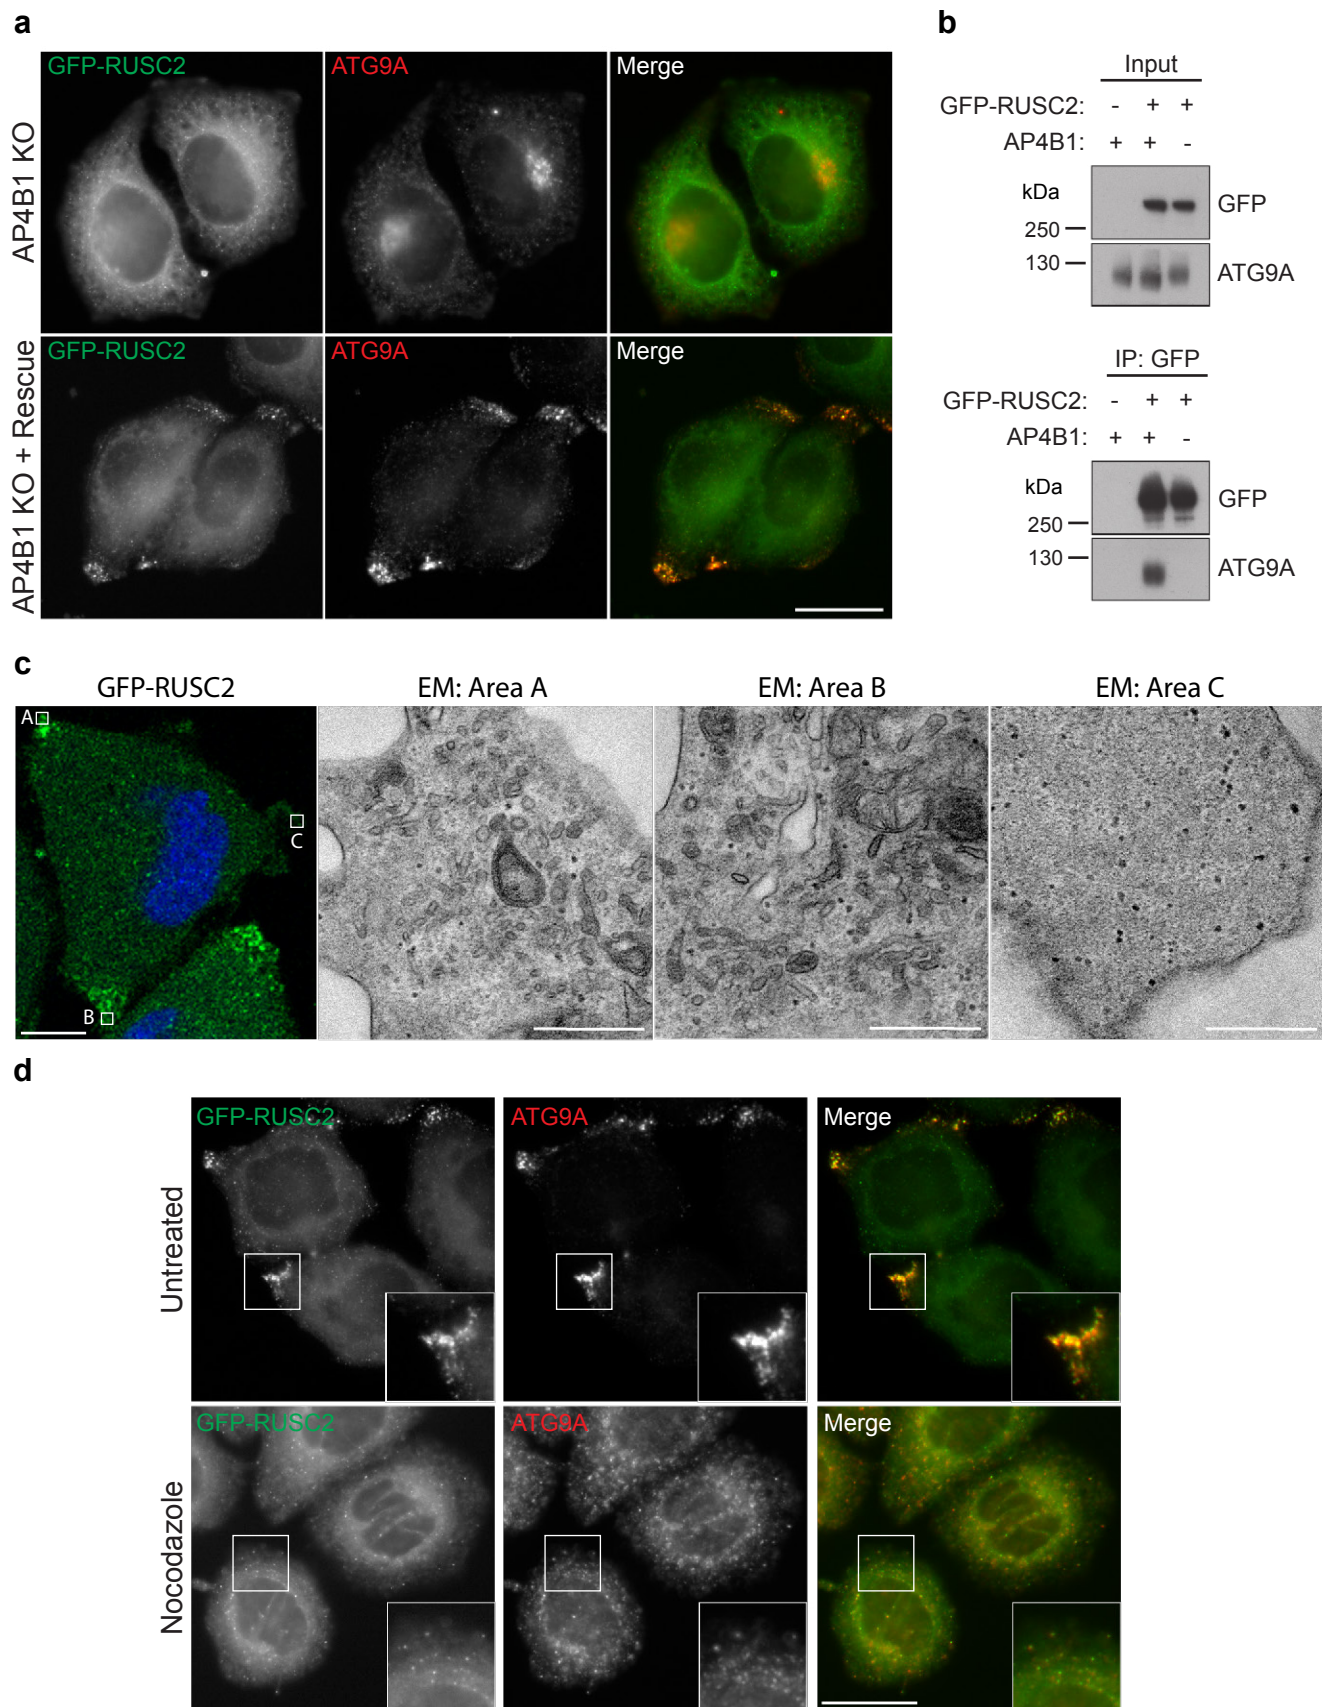 a
GFP-RUSC2 ATG9A Merge
AP4B1 KO
GFP-RUSC2 ATG9A Merge
AP4B1 KO + Rescue
b
Input
GFP-RUSC2: - + +
AP4B1: + + -
kDa
GFP
250
130
ATG9A
IP: GFP
GFP-RUSC2: - + +
AP4B1: + + -
kDa
GFP
250
130
ATG9A
c
GFP-RUSC2 EM: Area A EM: Area B EM: Area C
A
C
B
d
GFP-RUSC2 ATG9A Merge
Untreated
GFP-RUSC2 ATG9A Merge
Nocodazole